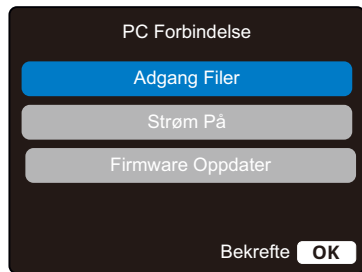 PC Forbindelse
Adgang Filer
Strøm På
Firmware Oppdater
Bekrefte OK